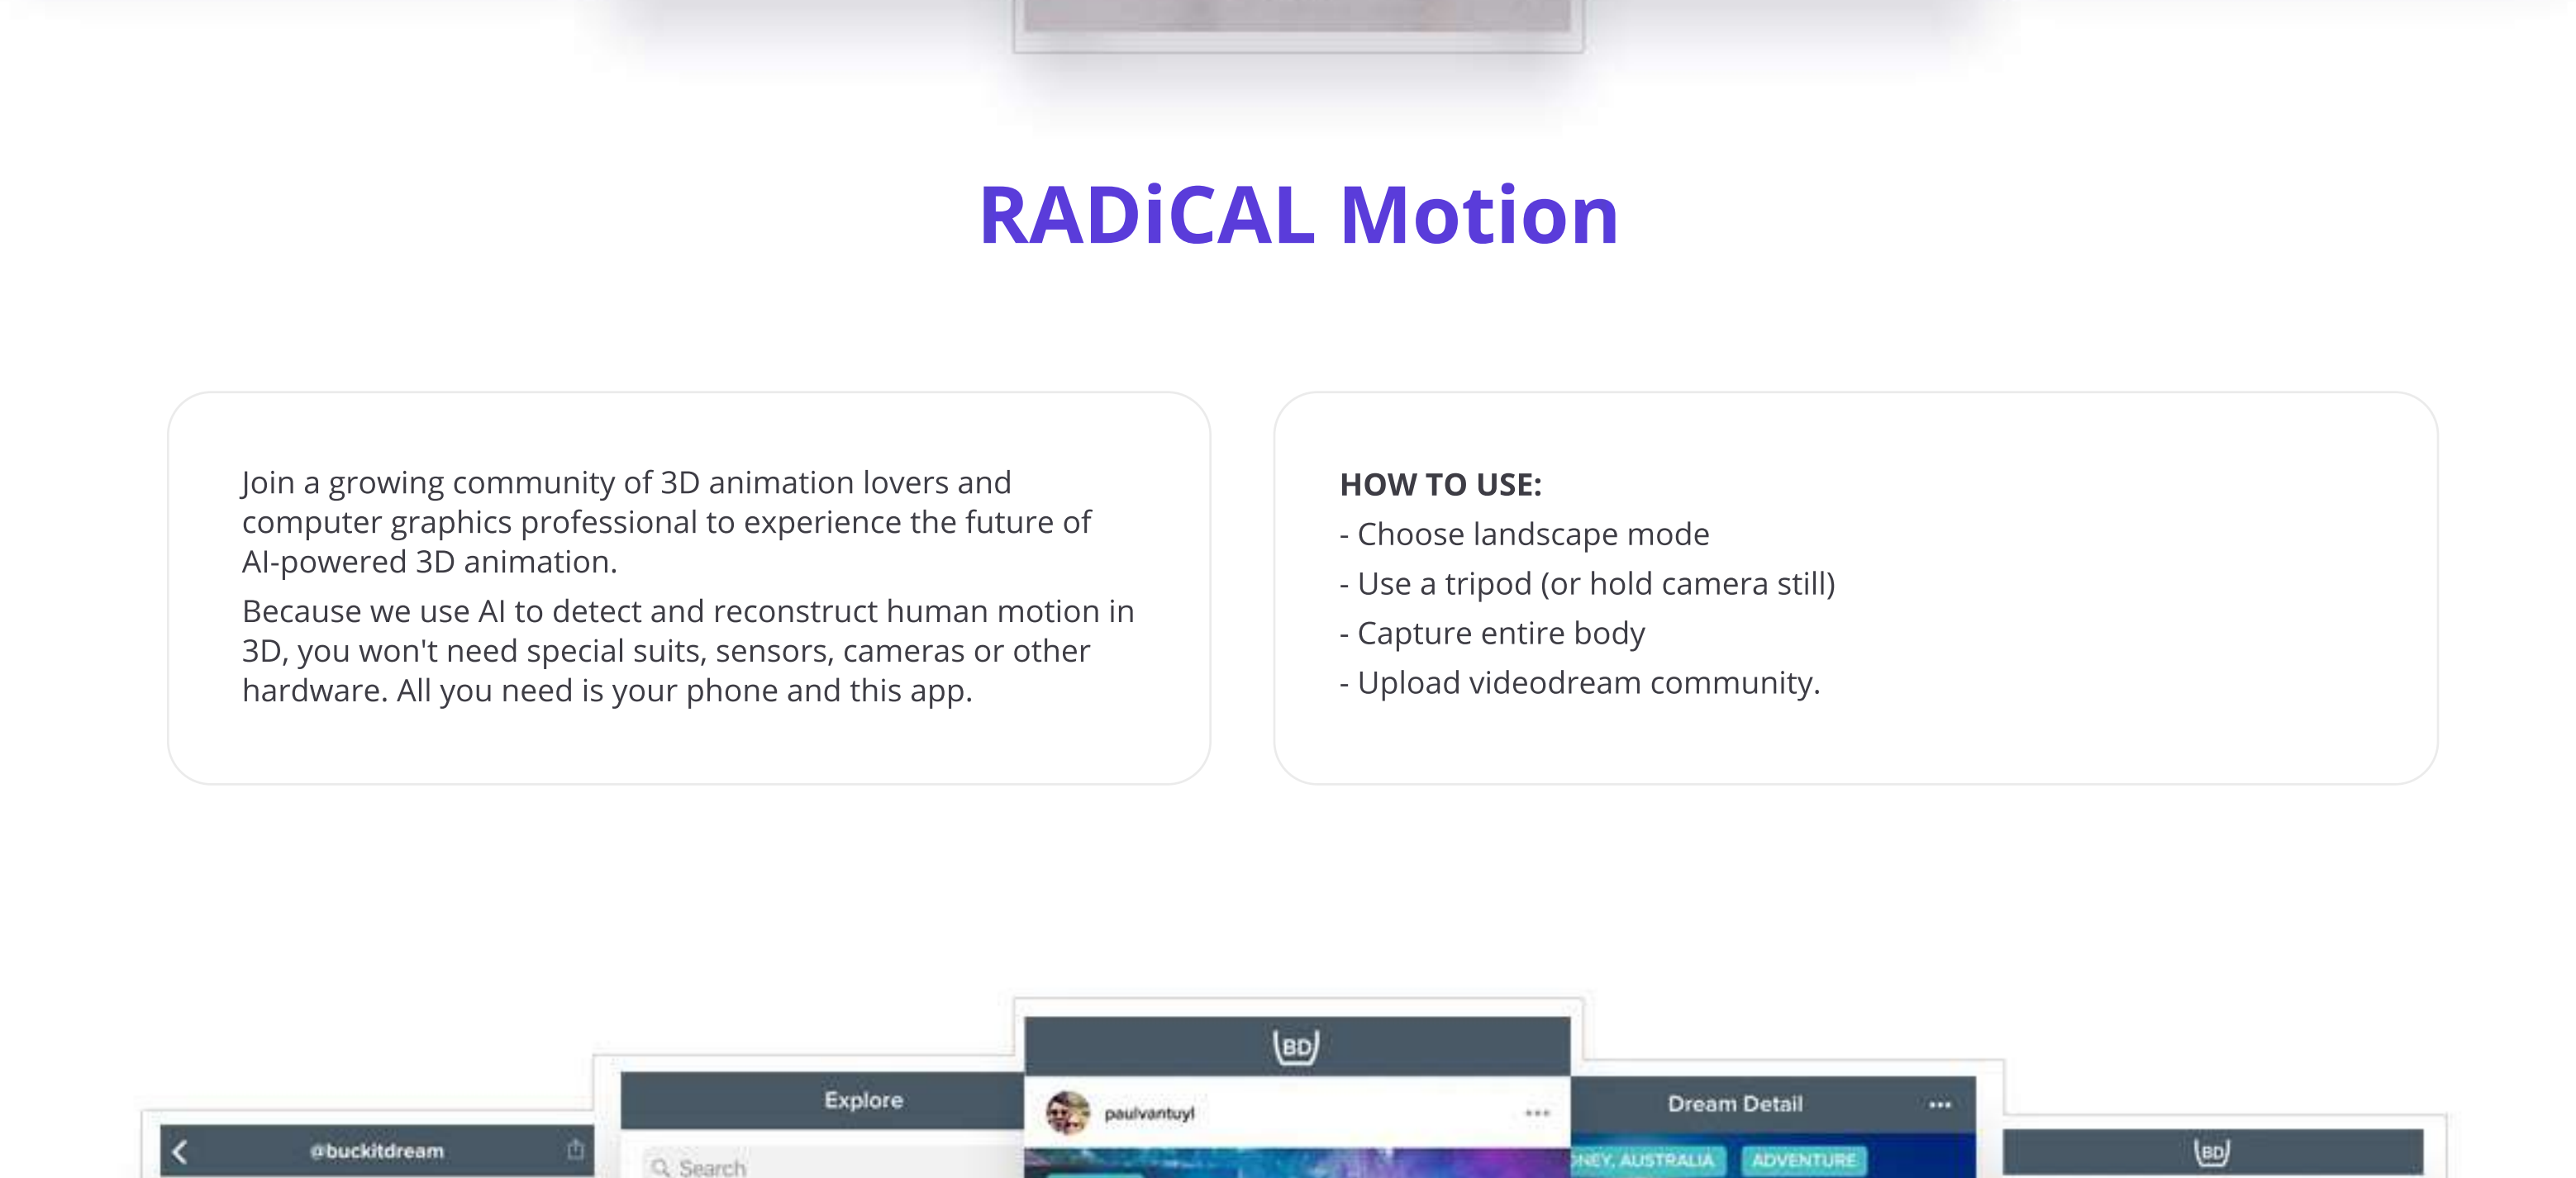 RADiCAL Motion
Join a growing community of 3D animation lovers and
computer graphics professional to experience the future of
AI-powered 3D animation.
Because we use AI to detect and reconstruct human motion in
3D, you won't need special suits, sensors, cameras or other
hardware. All you need is your phone and this app.
HOW TO USE:
- Choose landscape mode
- Use a tripod (or hold camera still)
- Capture entire body
- Upload videodream community.
BD
Explore
paulvantuyl
Dream Detail
@buckitdream
Search
NEY, AUSTRALIA
ADVENTURE
BD